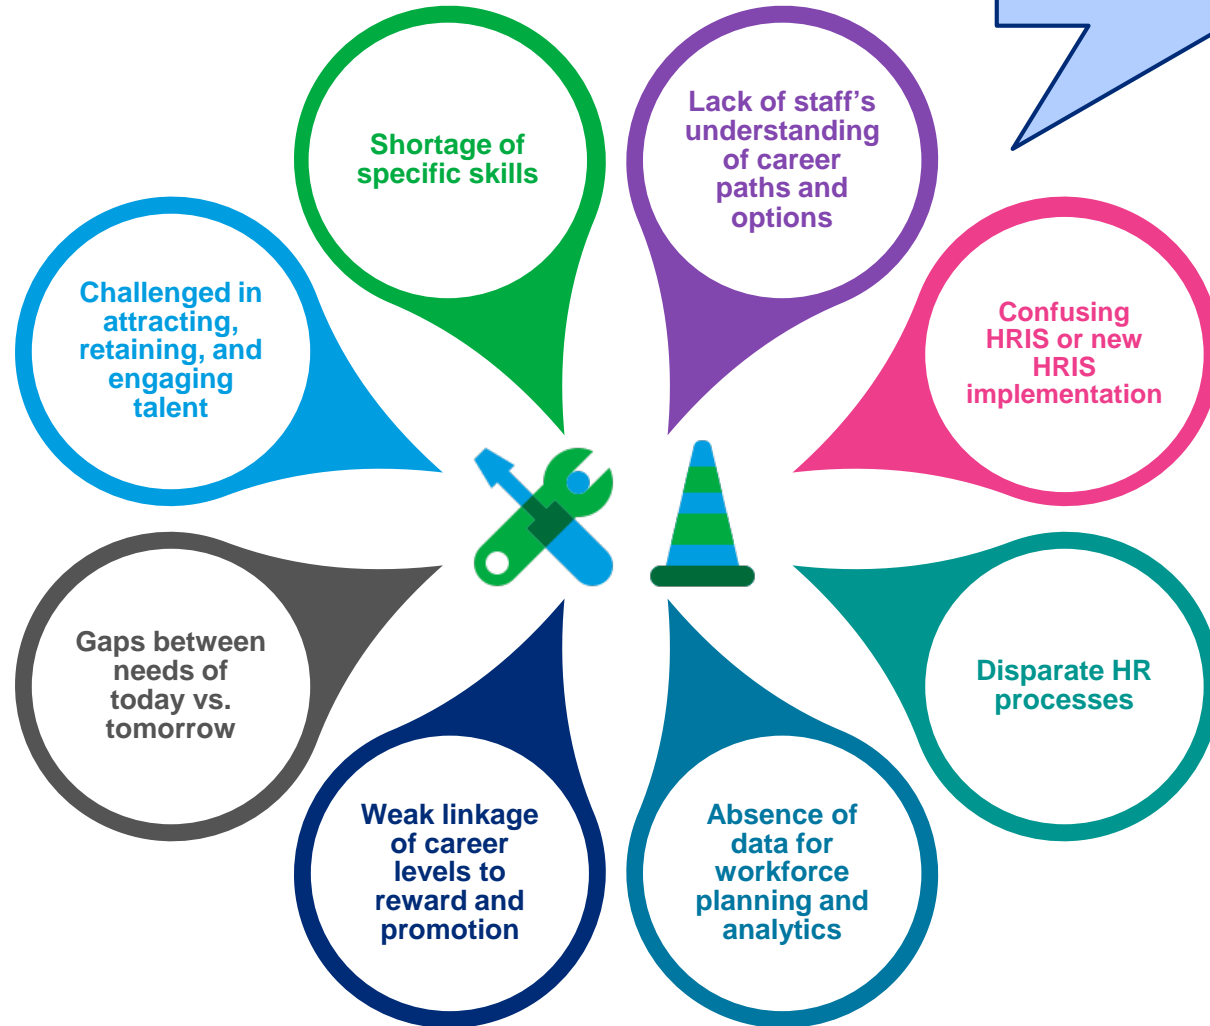 Shortage of
specific skills
Lack of staff’s
understanding
of career
paths and
options
Challenged in
attracting,
retaining, and
engaging
talent
Confusing
HRIS or new
HRIS
implementation
Gaps between
needs of
today vs.
tomorrow
Disparate HR
processes
Weak linkage
of career
levels to
reward and
promotion
Absence of
data for
workforce
planning and
analytics